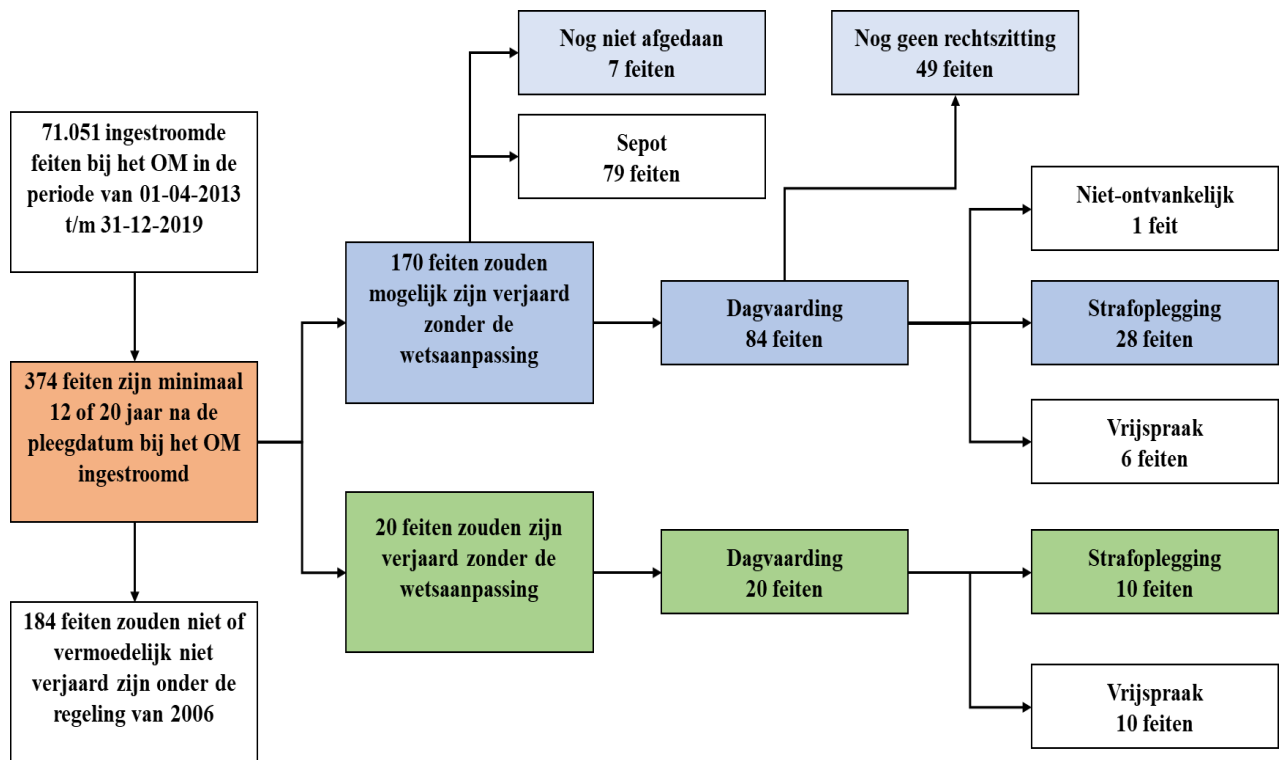 71.051 ingestroomde
feiten bij het OM in de
periode van 01-04-2013
t/m 31-12-2019
374 feiten zijn minimaal
12 of 20 jaar na de
pleegdatum bij het OM
ingestroomd
184 feiten zouden niet of
vermoedelijk niet
verjaard zijn onder de
regeling van 2006
Nog niet afgedaan
7 feiten
Sepot
79 feiten
170 feiten zouden
mogelijk zijn verjaard
zonder de
wetsaanpassing
20 feiten zouden zijn
verjaard zonder de
wetsaanpassing
Nog geen rechtszitting
49 feiten
Dagvaarding
84 feiten
Dagvaarding
20 feiten
Niet-ontvankelijk
1 feit
Strafoplegging
28 feiten
Vrijspraak
6 feiten
Strafoplegging
10 feiten
Vrijspraak
10 feiten